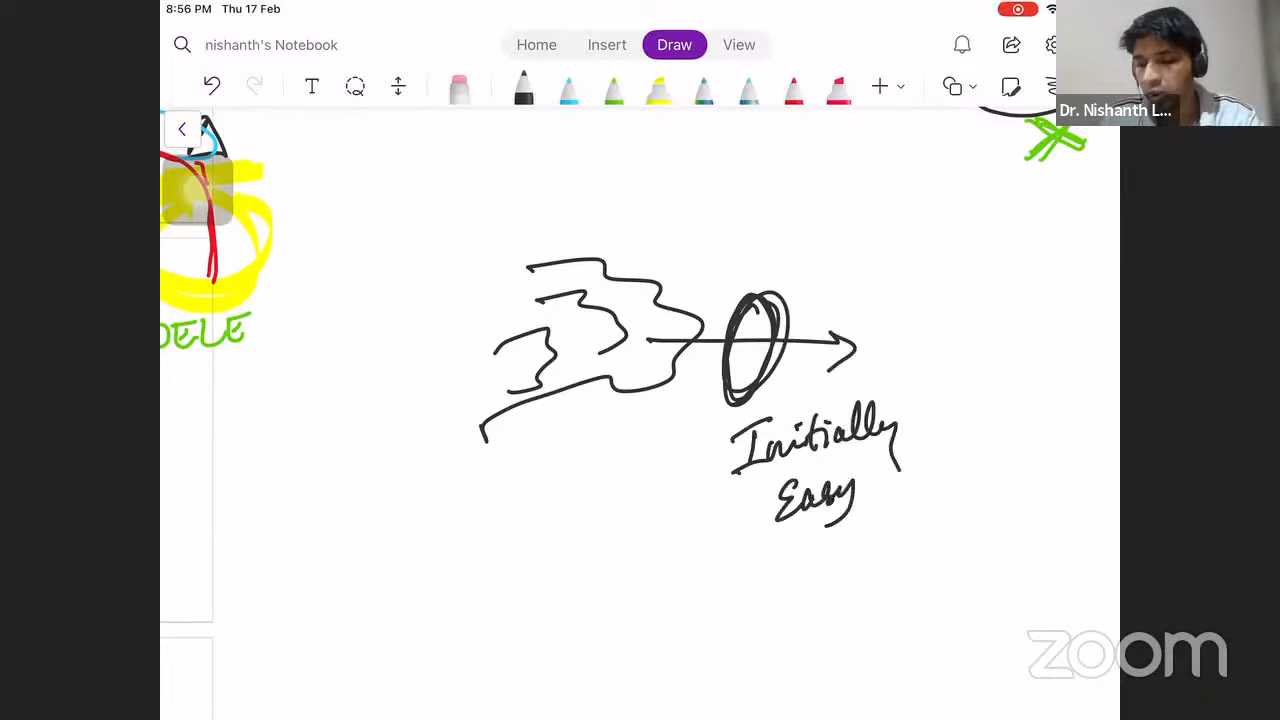 8:56 PM Thu 17 Feb
nishanth's Notebook
Home Insert Draw View
T
Dr. Nishanth L...
DELE
Initially
Easy
zoom